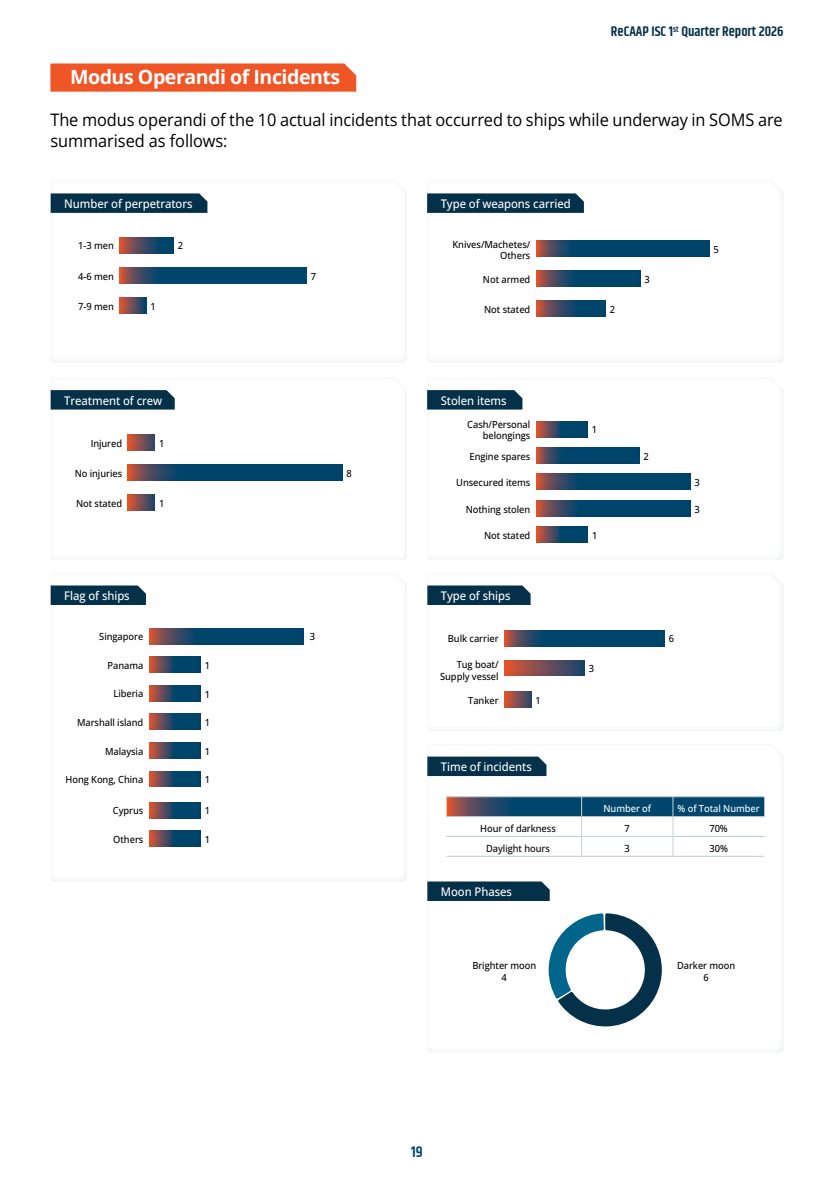 ReCAAP ISC 1st Quarter Report 2026
Modus Operandi of Incidents
The modus operandi of the 10 actual incidents that occurred to ships while underway in SOMS are
summarised as follows:
Number of perpetrators
1-3 men 2
4-6 men 7
7-9 men 1
Type of weapons carried
Knives/Machetes/
Others 5
Not armed 3
Not stated 2
Treatment of crew
Injured 1
No injuries 8
Not stated 1
Stolen items
Cash/Personal
belongings 1
Engine spares 2
Unsecured items 3
Nothing stolen 3
Not stated 1
Flag of ships
Singapore 3
Panama 1
Liberia 1
Marshall island 1
Malaysia 1
Hong Kong, China 1
Cyprus 1
Others 1
Type of ships
Bulk carrier 6
Tug boat/
Supply vessel 3
Tanker 1
Time of incidents
Number of % of Total Number
Hour of darkness 7 70%
Daylight hours 3 30%
Moon Phases
Brighter moon
4
Darker moon
6
19